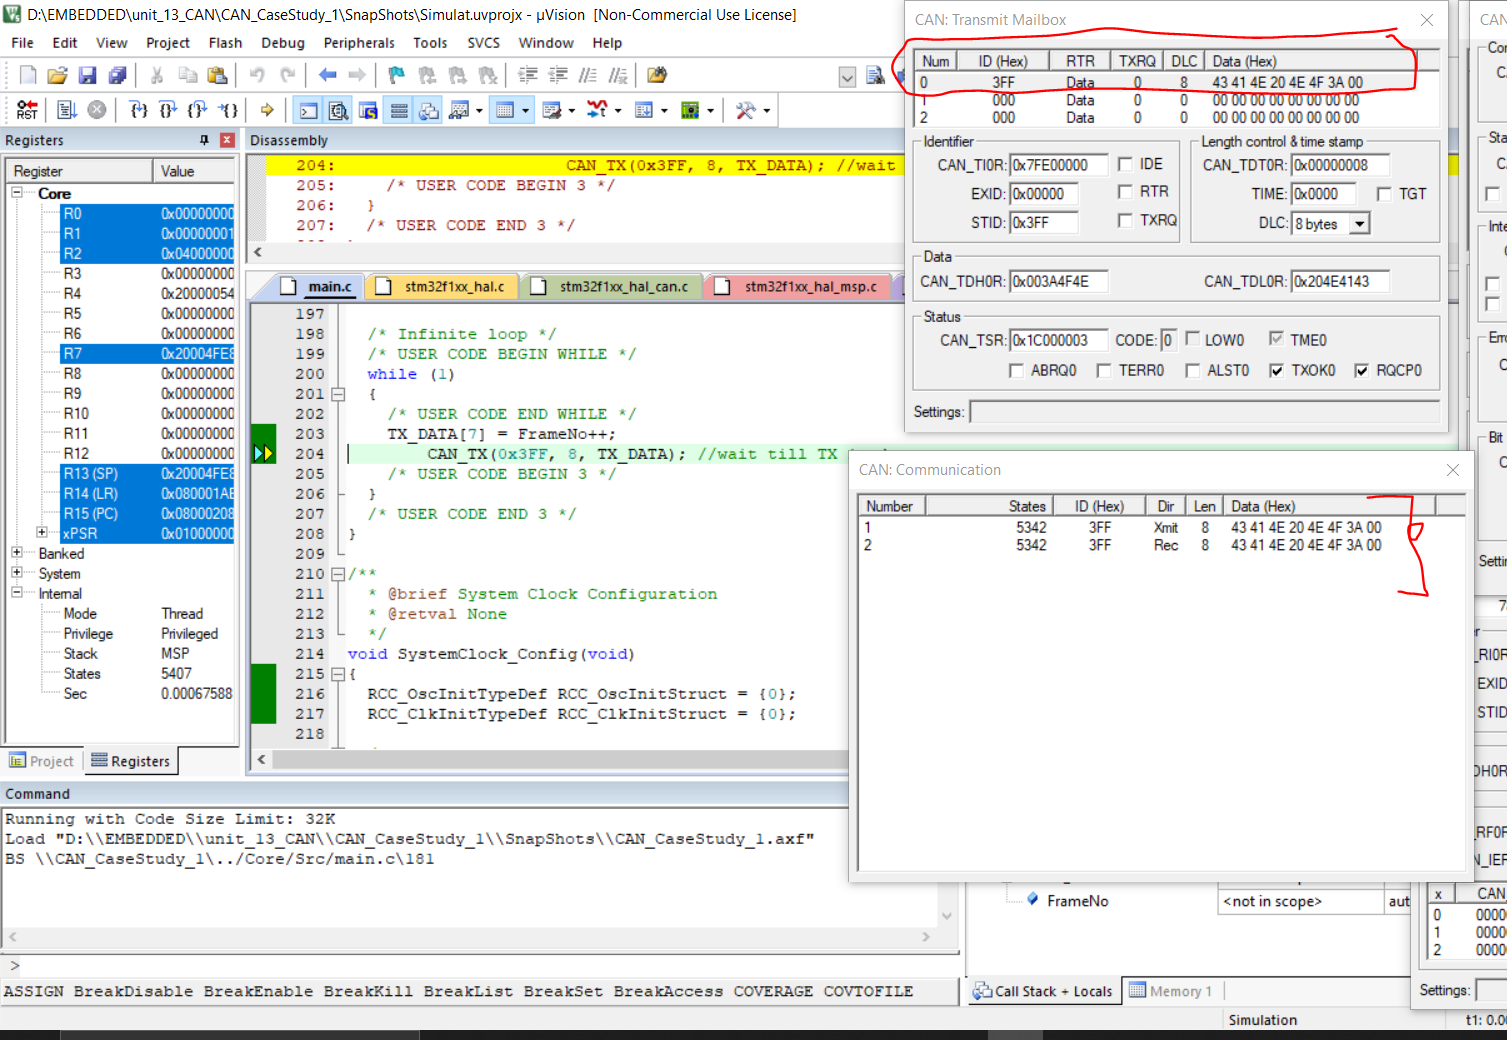 D:\EMBEDDED\unit_13_CAN\CAN_CaseStudy_1\SnapShots\Simulat.uvprojx - µVision [Non-Commercial Use License]
File Edit View Project Flash Debug Peripherals Tools SVCS Window Help
RST
Registers
Register Value
Core
R0 0x00000000
R1 0x00000001
R2 0x04000000
R3 0x00000000
R4 0x20000054
R5 0x00000000
R6 0x00000000
R7 0x20004FE8
R8 0x00000000
R9 0x00000000
R10 0x00000000
R11 0x00000000
R12 0x00000000
R13 (SP) 0x20004FE8
R14 (LR) 0x080001AE
R15 (PC) 0x08000208
xPSR 0x01000000
Banked
System
Internal
Mode Thread
Privilege Privileged
Stack MSP
States 5407
Sec 0.00067588
Project Registers
Disassembly
204: CAN_TX(0x3FF, 8, TX_DATA); //wait
205: /* USER CODE BEGIN 3 */
206: }
207: /* USER CODE END 3 */
main.c stm32f1xx_hal.c stm32f1xx_hal_can.c stm32f1xx_hal_msp.c
197
198 /* Infinite loop */
199 /* USER CODE BEGIN WHILE */
200 while (1)
201 {
202 /* USER CODE END WHILE */
203 TX_DATA[7] = FrameNo++;
204 CAN_TX(0x3FF, 8, TX_DATA); //wait till TX
205 /* USER CODE BEGIN 3 */
206 }
207 /* USER CODE END 3 */
208 }
209
210 /**
211 * @brief System Clock Configuration
212 * @retval None
213 */
214 void SystemClock_Config(void)
215 {
216 RCC_OscInitTypeDef RCC_OscInitStruct = {0};
217 RCC_ClkInitTypeDef RCC_ClkInitStruct = {0};
218
CAN: Transmit Mailbox
Num ID (Hex) RTR TXRQ DLC Data (Hex)
0 3FF Data 0 8 43 41 4E 20 4E 4F 3A 00
1 000 Data 0 0 00 00 00 00 00 00 00 00
2 000 Data 0 0 00 00 00 00 00 00 00 00
Identifier
CAN_TI0R: 0x7FE00000 IDE
EXID: 0x00000 RTR
STID: 0x3FF TXRQ
Length control & time stamp
CAN_TDT0R: 0x00000008
TIME: 0x0000 TGT
DLC: 8 bytes
Data
CAN_TDH0R: 0x003A4F4E CAN_TDL0R: 0x204E4143
Status
CAN_TSR: 0x1C000003 CODE: 0 LOW0 TME0
ABRQ0 TERR0 ALST0 TXOK0 RQCP0
Settings:
CAN: Communication
Number States ID (Hex) Dir Len Data (Hex)
1 5342 3FF Xmit 8 43 41 4E 20 4E 4F 3A 00
2 5342 3FF Rec 8 43 41 4E 20 4E 4F 3A 00
Command
Running with Code Size Limit: 32K
Load "D:\\EMBEDDED\\unit_13_CAN\\CAN_CaseStudy_1\\SnapShots\\CAN_CaseStudy_1.axf"
BS \\CAN_CaseStudy_1\../Core/Src/main.c\181
>
ASSIGN BreakDisable BreakEnable BreakKill BreakList BreakSet BreakAccess COVERAGE COVTOFILE
FrameNo <not in scope> aut
Call Stack + Locals Memory 1
Simulation t1: 0.00
CAN
Bit
Settin
_RI0R
EXID
STID
DH0R
_RF0F
N_IEF
x CAN_
0 0000
1 0000
2 0000
Settings: